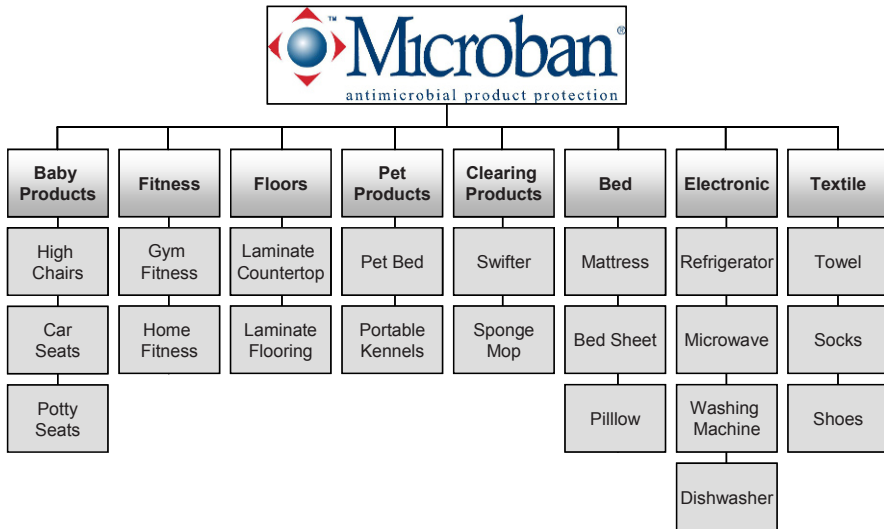 Microban™®
antimicrobial product protection
Baby
Products
Fitness
Floors
Pet
Products
Clearing
Products
Bed
Electronic
Textile
High
Chairs
Gym
Fitness
Laminate
Countertop
Pet Bed
Swifter
Mattress
Refrigerator
Towel
Car
Seats
Home
Fitness
Laminate
Flooring
Portable
Kennels
Sponge
Mop
Bed Sheet
Microwave
Socks
Potty
Seats
Pilllow
Washing
Machine
Shoes
Dishwasher